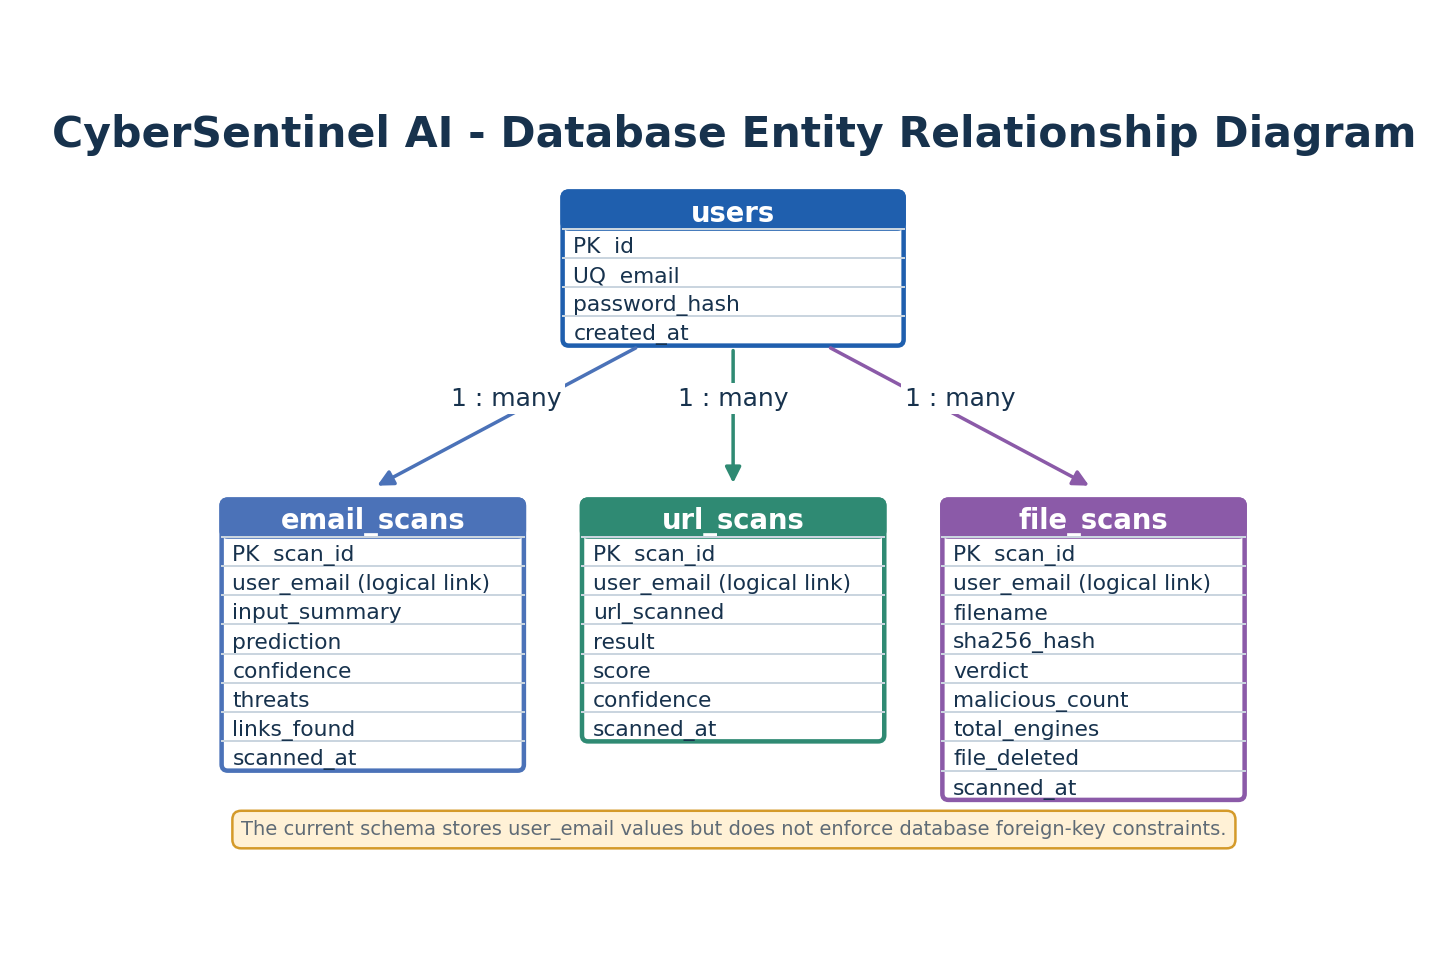 CyberSentinel AI - Database Entity Relationship Diagram
users
PK  id
UQ  email
password_hash
created_at
1 : many
1 : many
1 : many
email_scans
PK  scan_id
user_email (logical link)
input_summary
prediction
confidence
threats
links_found
scanned_at
url_scans
PK  scan_id
user_email (logical link)
url_scanned
result
score
confidence
scanned_at
file_scans
PK  scan_id
user_email (logical link)
filename
sha256_hash
verdict
malicious_count
total_engines
file_deleted
scanned_at
The current schema stores user_email values but does not enforce database foreign-key constraints.